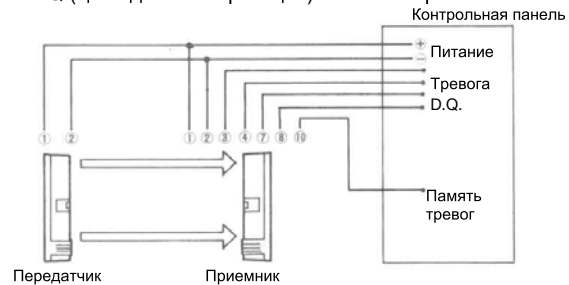 Контрольная панель
+ Питание
−
Тревога
D.Q.
① ② ① ② ③ ④ ⑦ ⑧ ⑩
Память
тревог
Передатчик Приемник